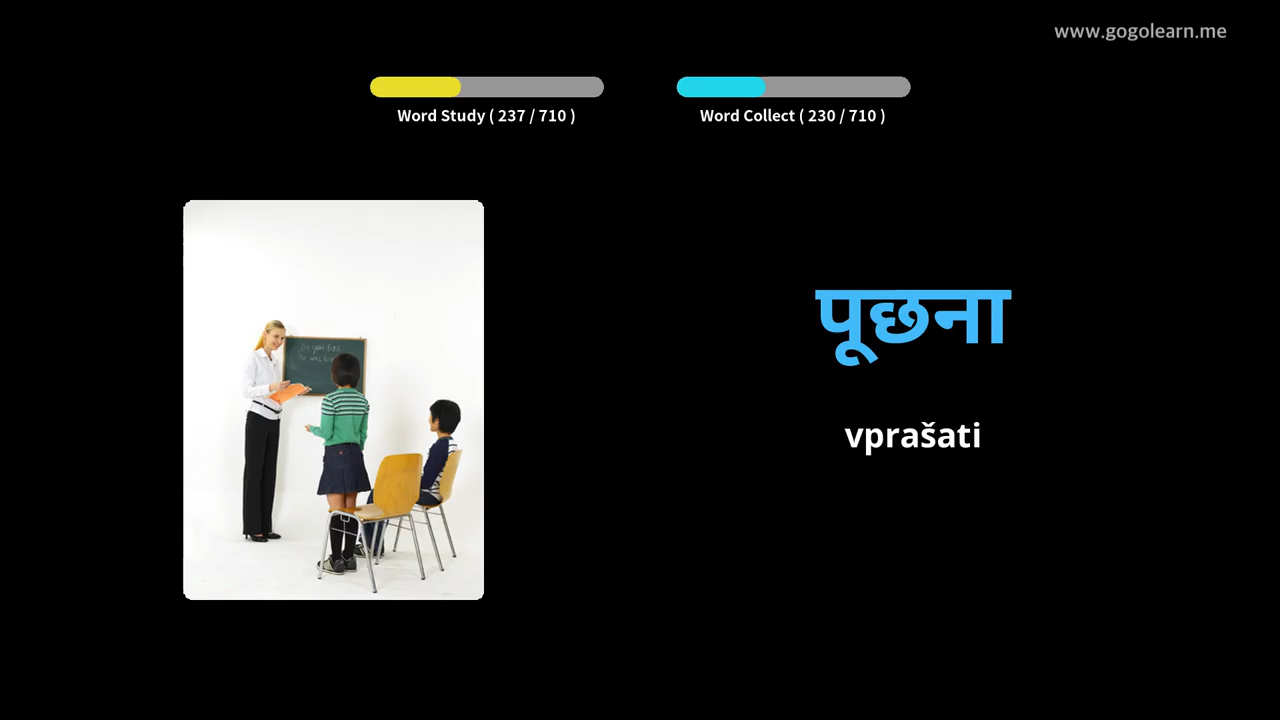 www.gogolearn.me
Word Study ( 237 / 710 )
Word Collect ( 230 / 710 )
पूछना
vprašati